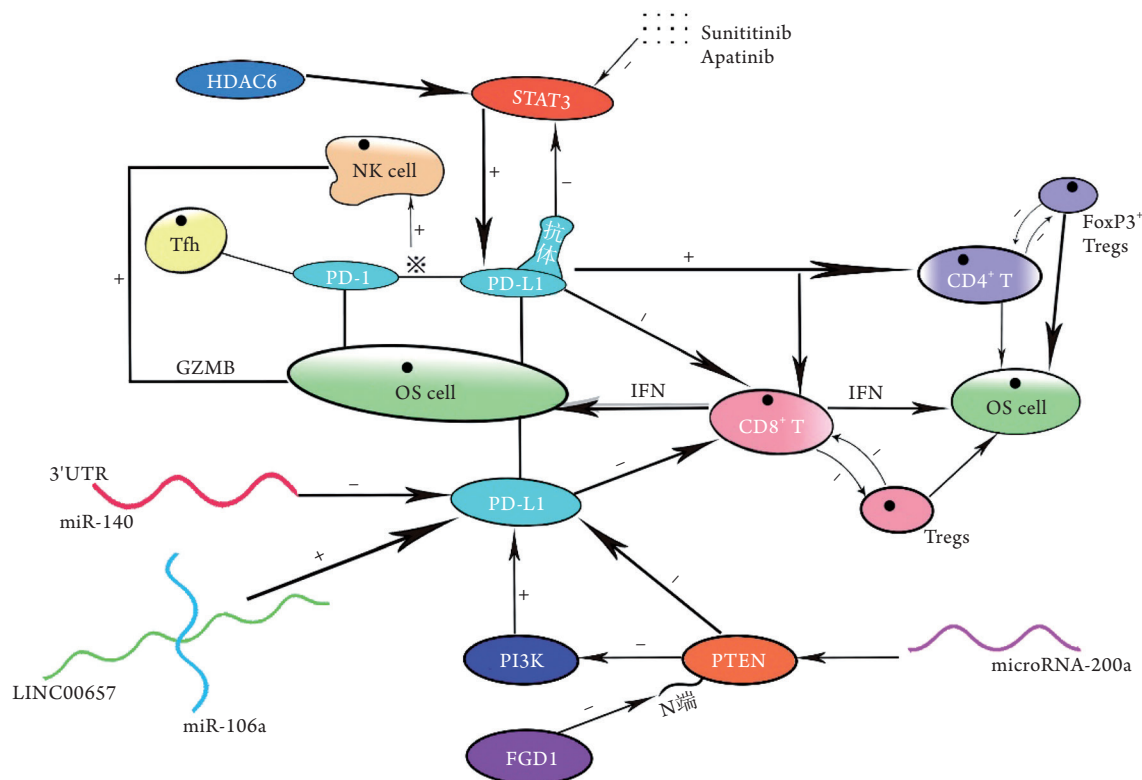 Sunititinib
Apatinib
HDAC6
STAT3
−
NK cell
+
−
FoxP3⁺
Tregs
−
−
Tfh
+
抗体
※
PD-1
PD-L1
+
CD4⁺ T
+
−
GZMB
OS cell
IFN
CD8⁺ T
IFN
OS cell
−
−
−
3'UTR
miR-140
−
PD-L1
Tregs
+
−
+
LINC00657
miR-106a
PI3K
−
PTEN
microRNA-200a
−
N端
FGD1